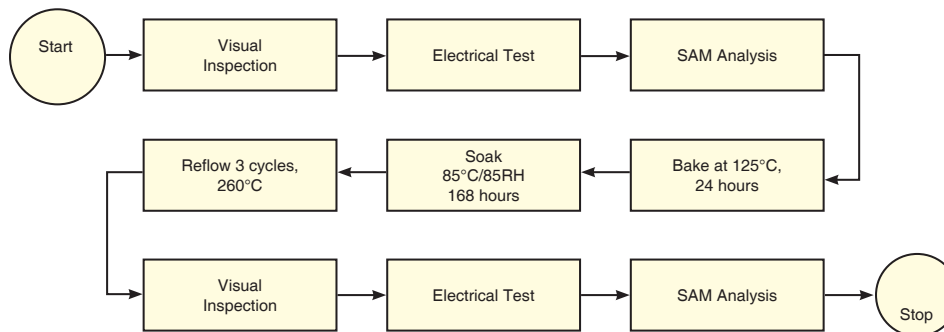 Start
Visual
Inspection
Electrical Test
SAM Analysis
Bake at 125°C,
24 hours
Soak
85°C/85RH
168 hours
Reflow 3 cycles,
260°C
Visual
Inspection
Electrical Test
SAM Analysis
Stop